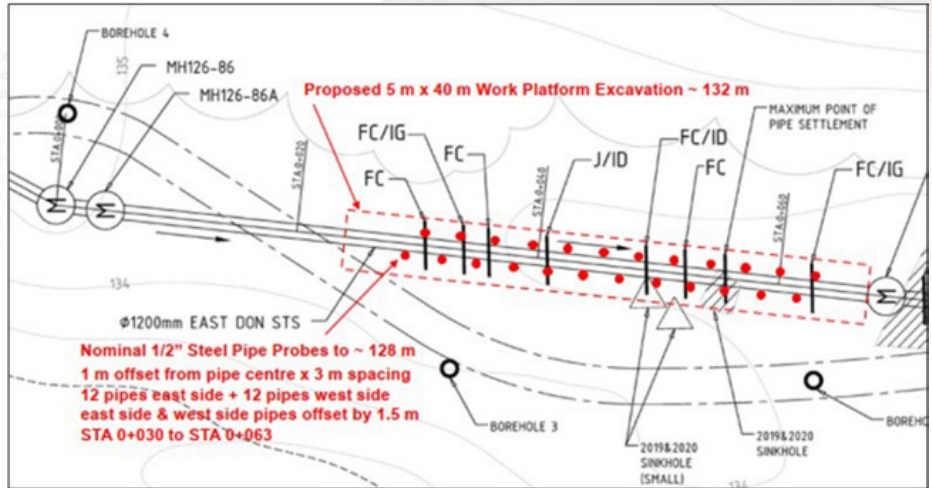 BOREHOLE 4
135
MH126-86
MH126-86A
Proposed 5 m x 40 m Work Platform Excavation ~ 132 m
MAXIMUM POINT OF
PIPE SETTLEMENT
FC/IG
FC
FC
J/ID
FC/ID
FC
FC/IG
STA 0+020
STA 0+040
STA 0+060
M
M
M
134
Ø1200mm EAST DON STS
Nominal 1/2" Steel Pipe Probes to ~ 128 m
1 m offset from pipe centre x 3 m spacing
12 pipes east side + 12 pipes west side
east side & west side pipes offset by 1.5 m
STA 0+030 to STA 0+063
BOREHOLE 3
2019&2020
SINKHOLE
(SMALL)
2019&2020
SINKHOLE